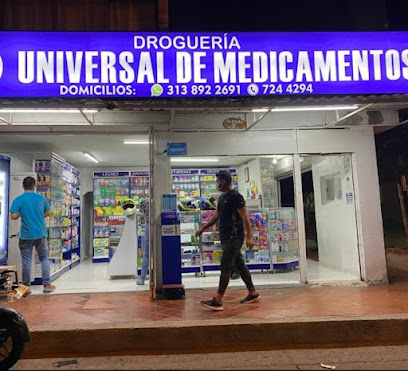 DROGUERÍA
UNIVERSAL DE MEDICAMENTOS
DOMICILIOS: 313 892 2691 724 4294